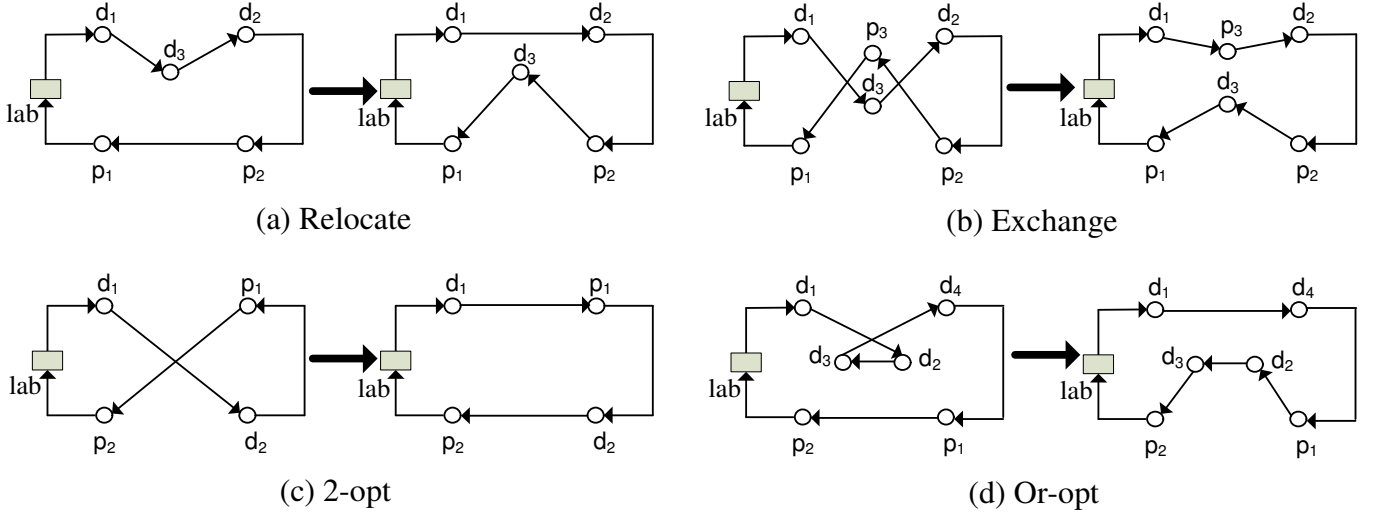 d1 d2 d1 d2
d3 d3
lab lab
p1 p2 p1 p2
(a) Relocate
d1 p3 d2 d1 p3 d2
d3 d3
lab lab
p1 p2 p1 p2
(b) Exchange
d1 p1 d1 p1
lab lab
p2 d2 p2 d2
(c) 2-opt
d1 d4 d1 d4
d3 d2 d3 d2
lab lab
p2 p1 p2 p1
(d) Or-opt